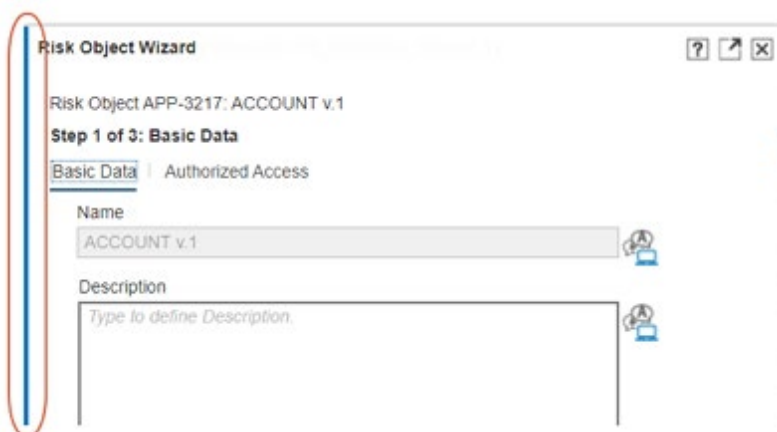 Risk Object Wizard
?
Risk Object APP-3217: ACCOUNT v.1
Step 1 of 3: Basic Data
Basic Data Authorized Access
Name
ACCOUNT v.1
Description
Type to define Description.